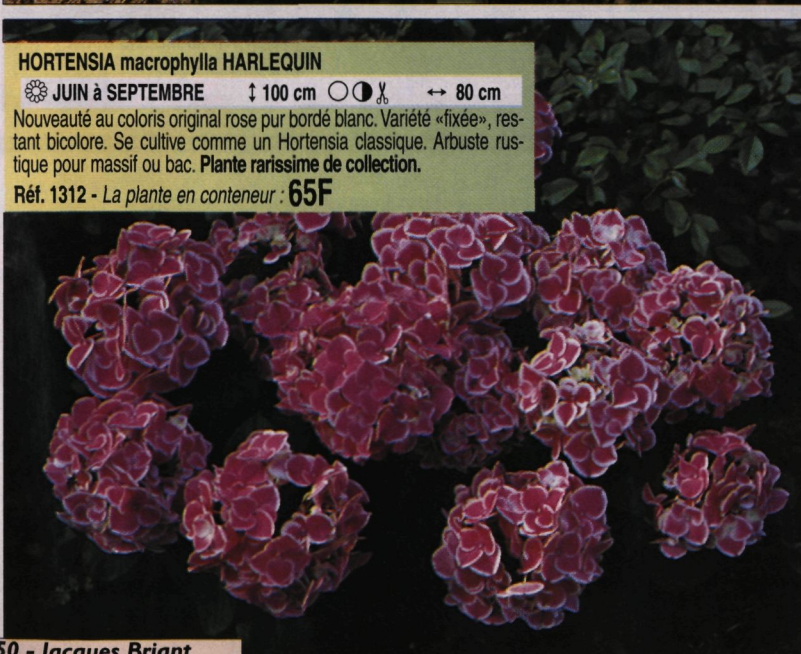 HORTENSIA macrophylla HARLEQUIN
JUIN à SEPTEMBRE ↕ 100 cm ↔ 80 cm
Nouveauté au coloris original rose pur bordé blanc. Variété «fixée», res-
tant bicolore. Se cultive comme un Hortensia classique. Arbuste rus-
tique pour massif ou bac. Plante rarissime de collection.
Réf. 1312 - La plante en conteneur : 65F
50 - Jacques Briant